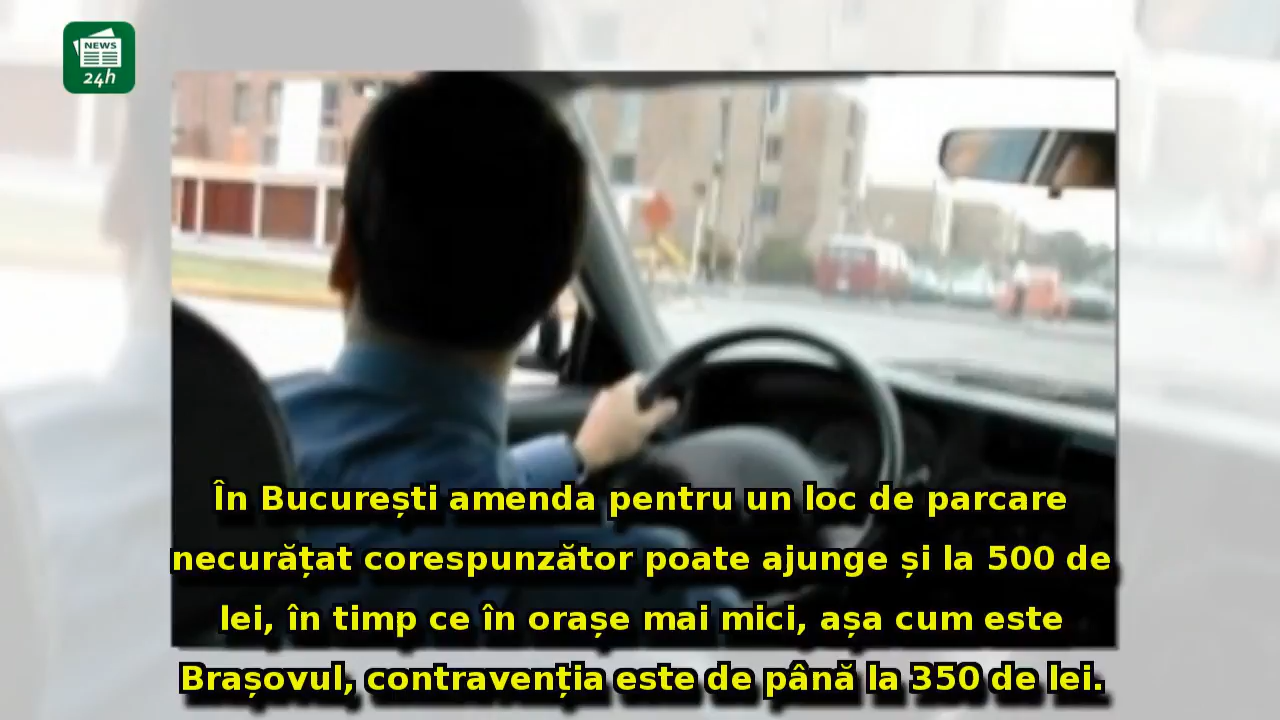 NEWS
24h
În București amenda pentru un loc de parcare
necurățat corespunzător poate ajunge și la 500 de
lei, în timp ce în orașe mai mici, așa cum este
Brașovul, contravenția este de până la 350 de lei.